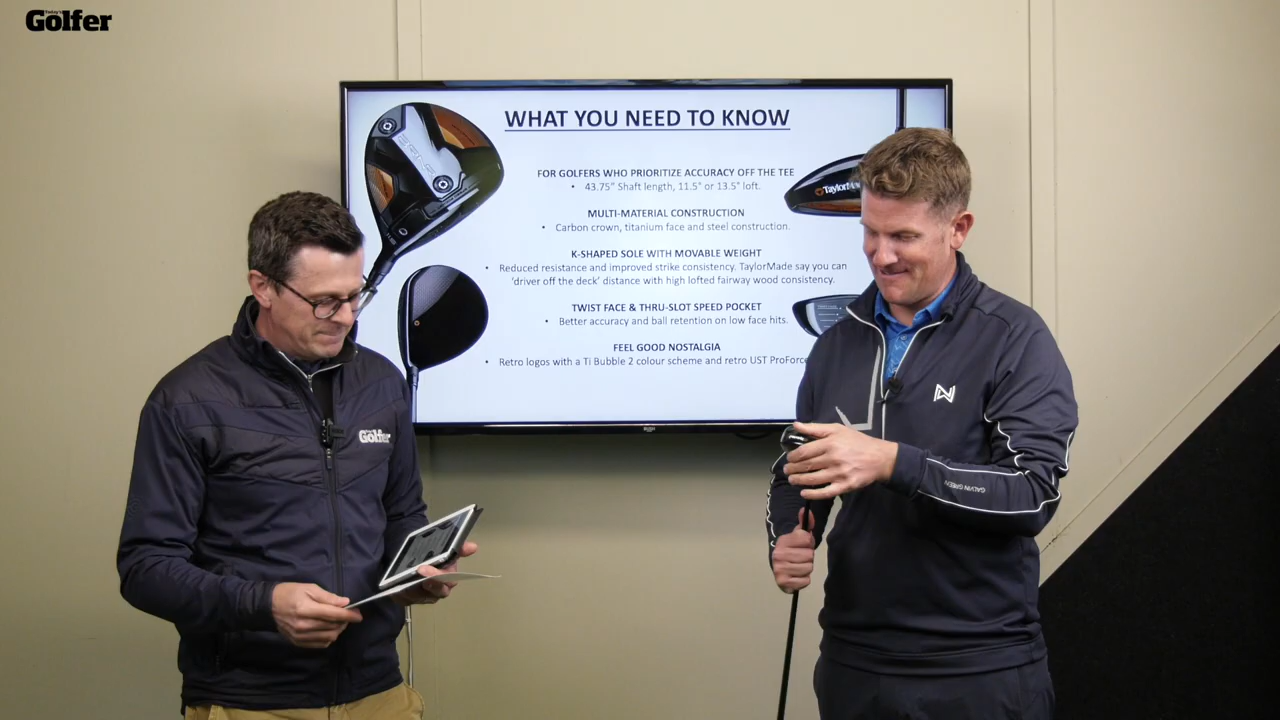 Today's
Golfer
WHAT YOU NEED TO KNOW
FOR GOLFERS WHO PRIORITIZE ACCURACY OFF THE TEE
• 43.75" Shaft length, 11.5° or 13.5° loft.
TaylorMa
MULTI-MATERIAL CONSTRUCTION
• Carbon crown, titanium face and steel construction.
K-SHAPED SOLE WITH MOVABLE WEIGHT
• Reduced resistance and improved strike consistency. TaylorMade say you can
'driver off the deck' distance with high lofted fairway wood consistency.
TWIST FACE & THRU-SLOT SPEED POCKET
• Better accuracy and ball retention on low face hits.
FEEL GOOD NOSTALGIA
• Retro logos with a Ti Bubble 2 colour scheme and retro UST ProForce
Golfer
GALVIN GREEN